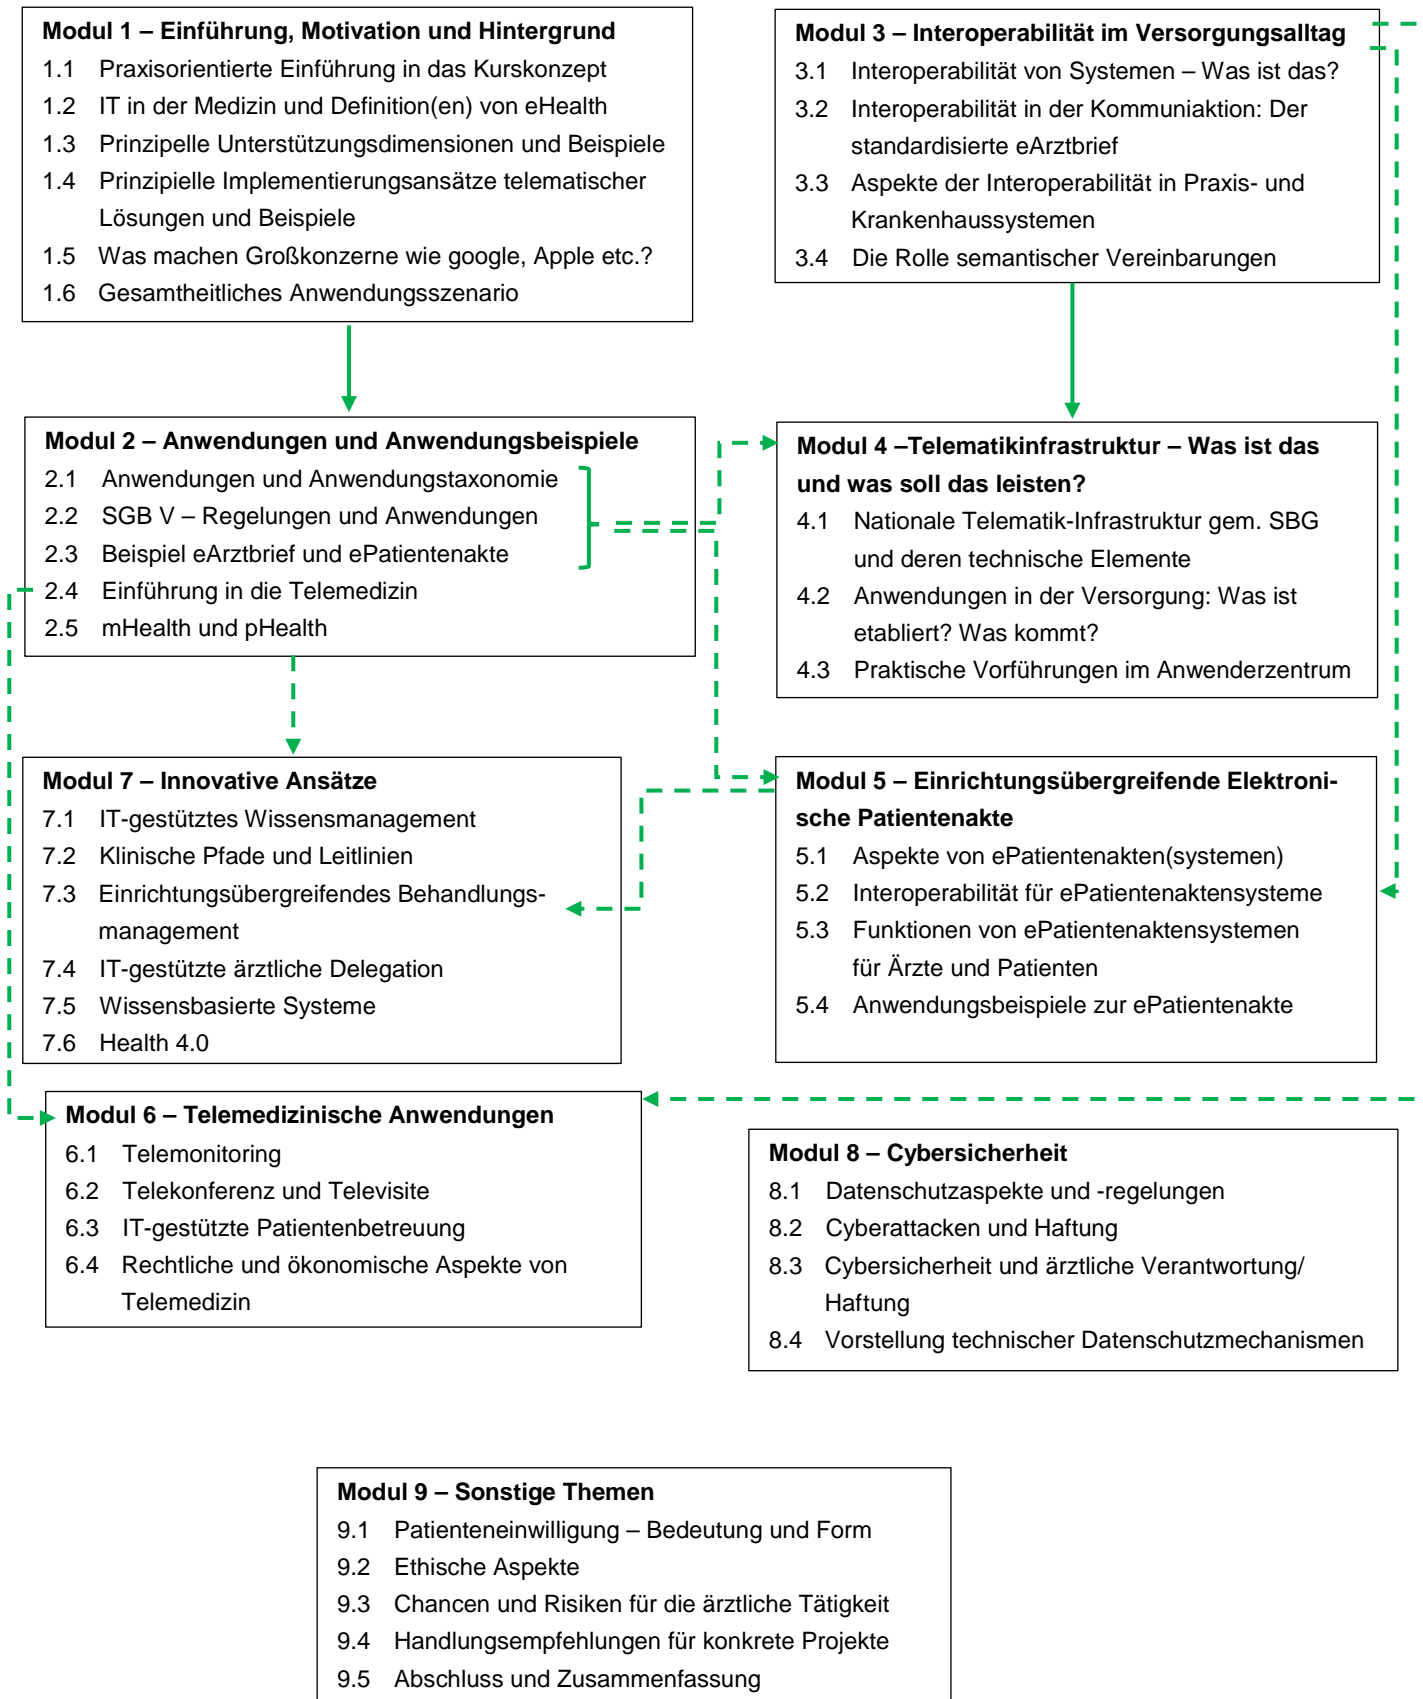 Modul 1 – Einführung, Motivation und Hintergrund
1.1 Praxisorientierte Einführung in das Kurskonzept
1.2 IT in der Medizin und Definition(en) von eHealth
1.3 Prinzipelle Unterstützungsdimensionen und Beispiele
1.4 Prinzipielle Implementierungsansätze telematischer
Lösungen und Beispiele
1.5 Was machen Großkonzerne wie google, Apple etc.?
1.6 Gesamtheitliches Anwendungsszenario
Modul 3 – Interoperabilität im Versorgungsalltag
3.1 Interoperabilität von Systemen – Was ist das?
3.2 Interoperabilität in der Kommuniaktion: Der
standardisierte eArztbrief
3.3 Aspekte der Interoperabilität in Praxis- und
Krankenhaussystemen
3.4 Die Rolle semantischer Vereinbarungen
Modul 2 – Anwendungen und Anwendungsbeispiele
2.1 Anwendungen und Anwendungstaxonomie
2.2 SGB V – Regelungen und Anwendungen
2.3 Beispiel eArztbrief und ePatientenakte
2.4 Einführung in die Telemedizin
2.5 mHealth und pHealth
Modul 4 –Telematikinfrastruktur – Was ist das
und was soll das leisten?
4.1 Nationale Telematik-Infrastruktur gem. SBG
und deren technische Elemente
4.2 Anwendungen in der Versorgung: Was ist
etabliert? Was kommt?
4.3 Praktische Vorführungen im Anwenderzentrum
Modul 7 – Innovative Ansätze
7.1 IT-gestütztes Wissensmanagement
7.2 Klinische Pfade und Leitlinien
7.3 Einrichtungsübergreifendes Behandlungs-
management
7.4 IT-gestützte ärztliche Delegation
7.5 Wissensbasierte Systeme
7.6 Health 4.0
Modul 5 – Einrichtungsübergreifende Elektroni-
sche Patientenakte
5.1 Aspekte von ePatientenakten(systemen)
5.2 Interoperabilität für ePatientenaktensysteme
5.3 Funktionen von ePatientenaktensystemen
für Ärzte und Patienten
5.4 Anwendungsbeispiele zur ePatientenakte
Modul 6 – Telemedizinische Anwendungen
6.1 Telemonitoring
6.2 Telekonferenz und Televisite
6.3 IT-gestützte Patientenbetreuung
6.4 Rechtliche und ökonomische Aspekte von
Telemedizin
Modul 8 – Cybersicherheit
8.1 Datenschutzaspekte und -regelungen
8.2 Cyberattacken und Haftung
8.3 Cybersicherheit und ärztliche Verantwortung/
Haftung
8.4 Vorstellung technischer Datenschutzmechanismen
Modul 9 – Sonstige Themen
9.1 Patienteneinwilligung – Bedeutung und Form
9.2 Ethische Aspekte
9.3 Chancen und Risiken für die ärztliche Tätigkeit
9.4 Handlungsempfehlungen für konkrete Projekte
9.5 Abschluss und Zusammenfassung